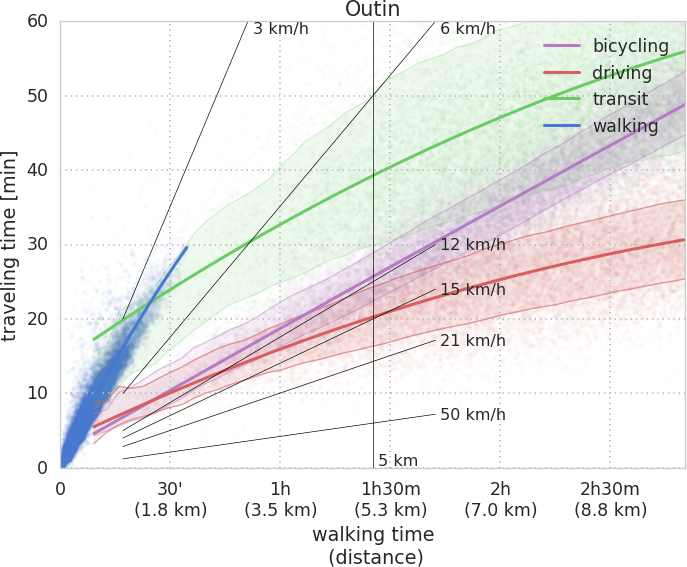 Outin
60
50
40
30
20
10
0
traveling time [min]
3 km/h
6 km/h
bicycling
driving
transit
walking
12 km/h
15 km/h
21 km/h
50 km/h
5 km
0
30'
(1.8 km)
1h
(3.5 km)
1h30m
(5.3 km)
2h
(7.0 km)
2h30m
(8.8 km)
walking time
(distance)